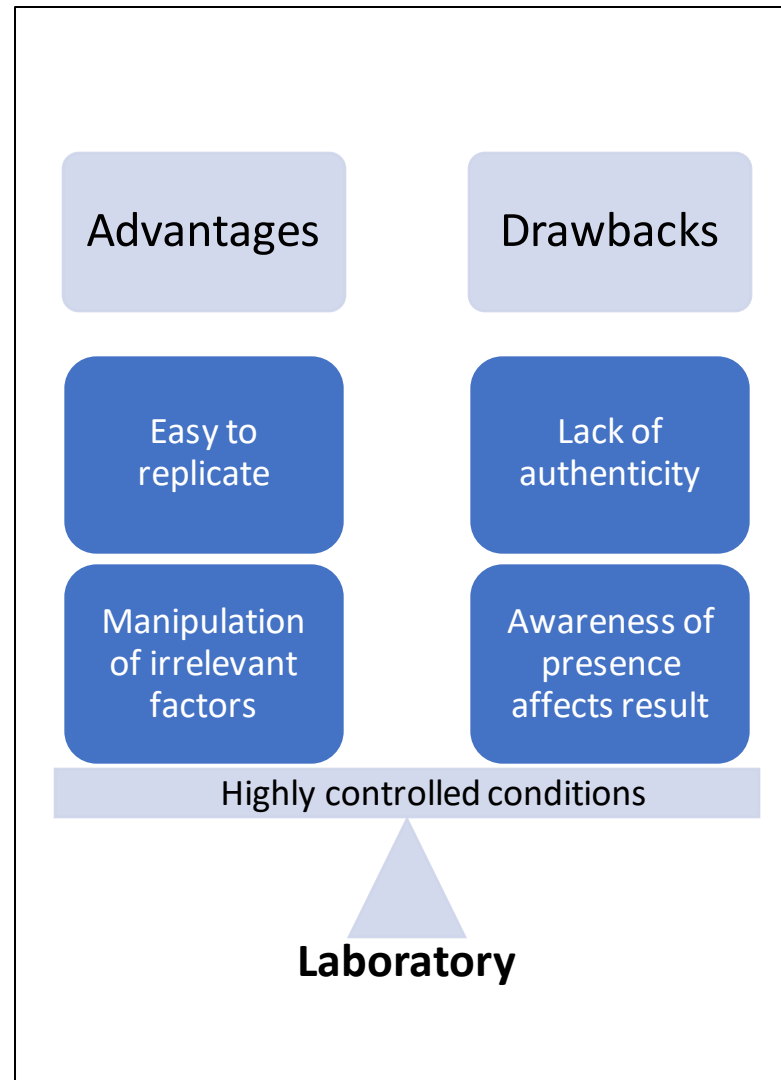 Advantages
Drawbacks
Easy to
replicate
Lack of
authenticity
Manipulation
of irrelevant
factors
Awareness of
presence
affects result
Highly controlled conditions
Laboratory